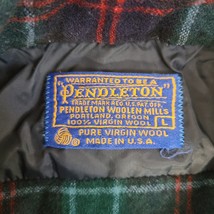 "WARRANTED TO BE A
"PENDLETON"
TRADE MARK REG. U.S. PAT. OFF.
PENDLETON WOOLEN MILLS
PORTLAND, OREGON
100% VIRGIN WOOL L
PURE VIRGIN WOOL
MADE IN U.S.A.